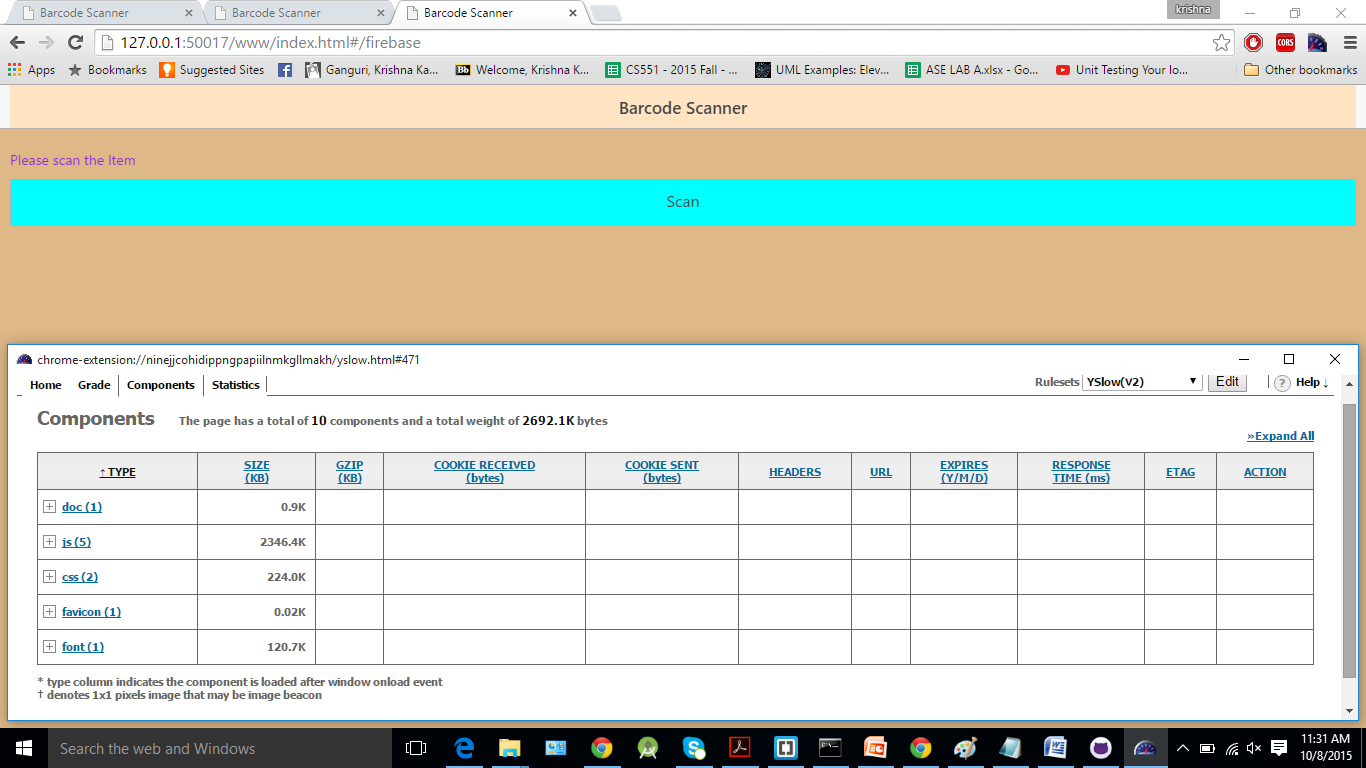 Barcode Scanner
Barcode Scanner
Barcode Scanner
krishna
127.0.0.1:50017/www/index.html#/firebase
CORS
Apps Bookmarks Suggested Sites Ganguri, Krishna Ka... Bb Welcome, Krishna K... CS551 - 2015 Fall - ... UML Examples: Elev... ASE LAB A.xlsx - Go... Unit Testing Your Io... Other bookmarks
Barcode Scanner
Please scan the Item
Scan
chrome-extension://ninejjcohidippngpapiilnmkgllmakh/yslow.html#471
Home Grade Components Statistics Rulesets YSlow(V2) Edit ? Help ↓
Components The page has a total of 10 components and a total weight of 2692.1K bytes
»Expand All
↑TYPE SIZE (KB) GZIP (KB) COOKIE RECEIVED (bytes) COOKIE SENT (bytes) HEADERS URL EXPIRES (Y/M/D) RESPONSE TIME (ms) ETAG ACTION
doc (1) 0.9K
js (5) 2346.4K
css (2) 224.0K
favicon (1) 0.02K
font (1) 120.7K
* type column indicates the component is loaded after window onload event
† denotes 1x1 pixels image that may be image beacon
Search the web and Windows
11:31 AM
10/8/2015